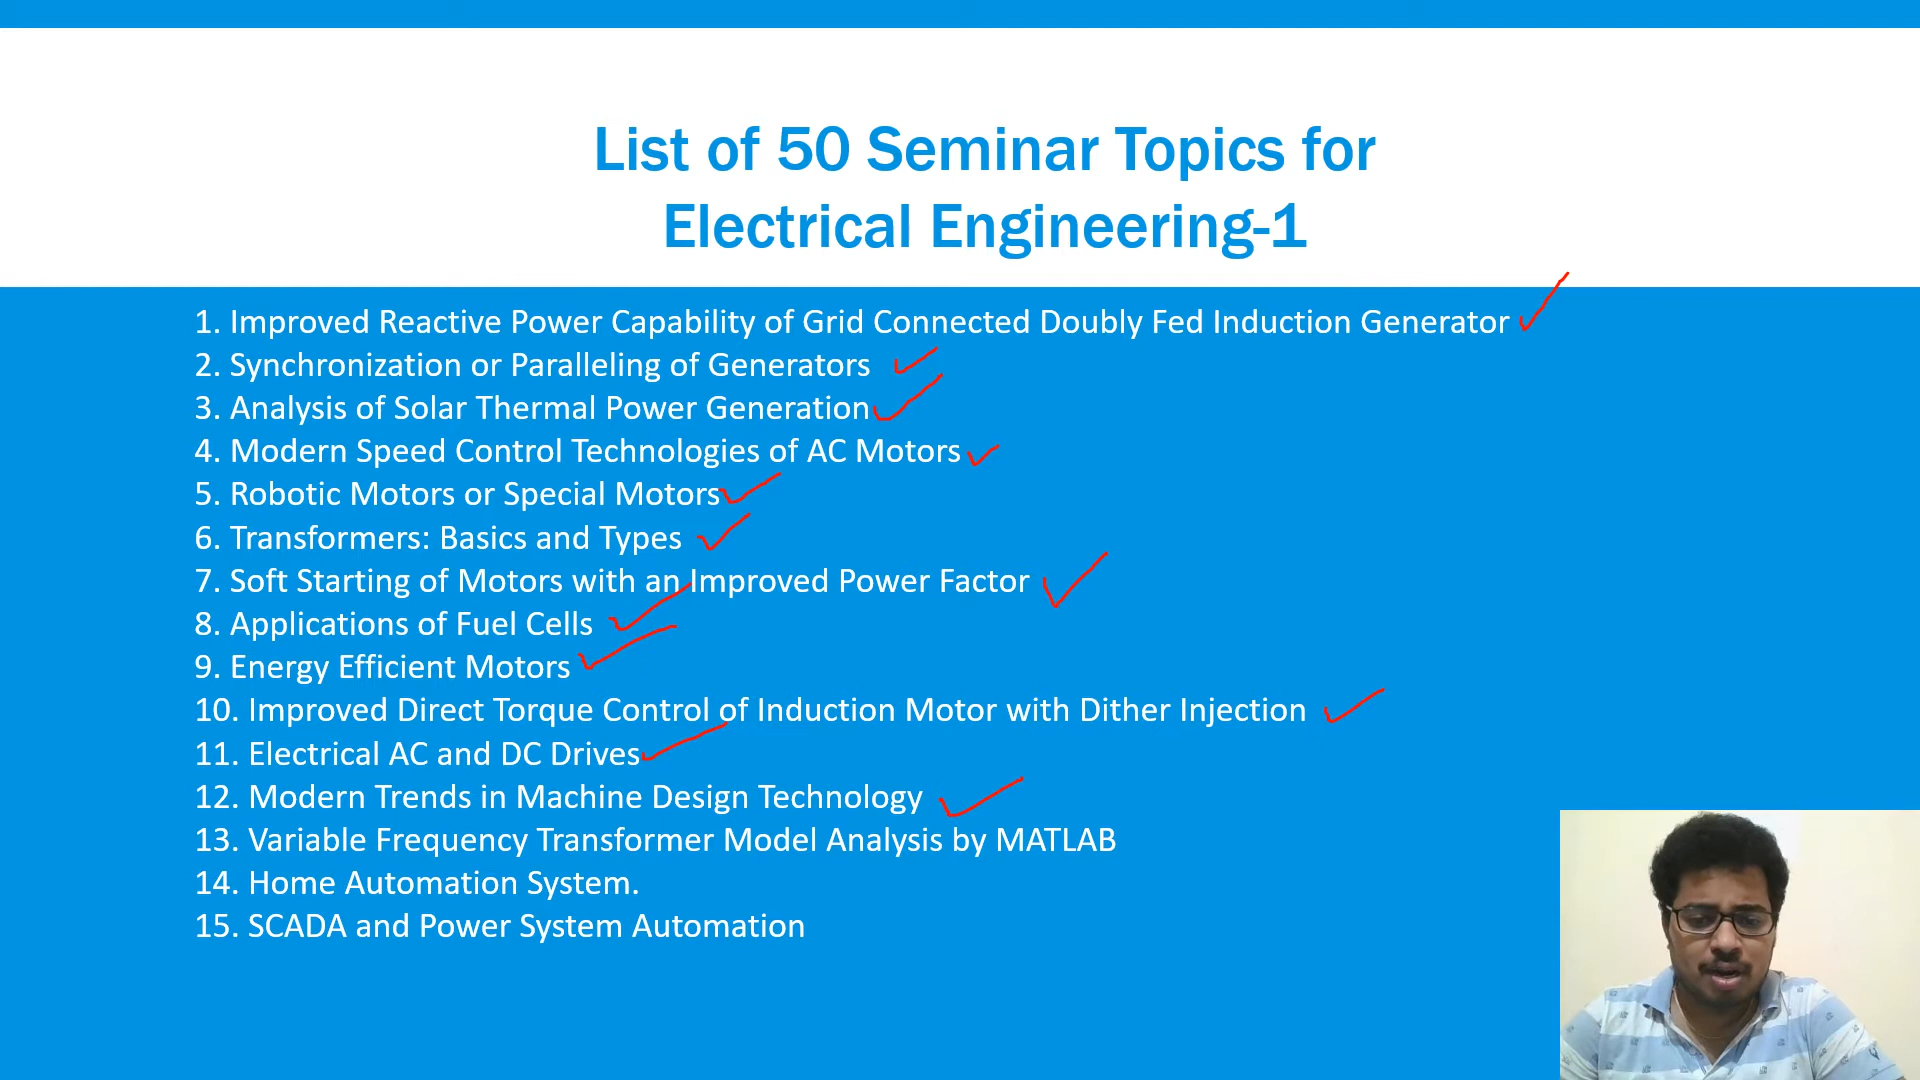 List of 50 Seminar Topics for
Electrical Engineering-1
1. Improved Reactive Power Capability of Grid Connected Doubly Fed Induction Generator
2. Synchronization or Paralleling of Generators
3. Analysis of Solar Thermal Power Generation
4. Modern Speed Control Technologies of AC Motors
5. Robotic Motors or Special Motors
6. Transformers: Basics and Types
7. Soft Starting of Motors with an Improved Power Factor
8. Applications of Fuel Cells
9. Energy Efficient Motors
10. Improved Direct Torque Control of Induction Motor with Dither Injection
11. Electrical AC and DC Drives
12. Modern Trends in Machine Design Technology
13. Variable Frequency Transformer Model Analysis by MATLAB
14. Home Automation System.
15. SCADA and Power System Automation